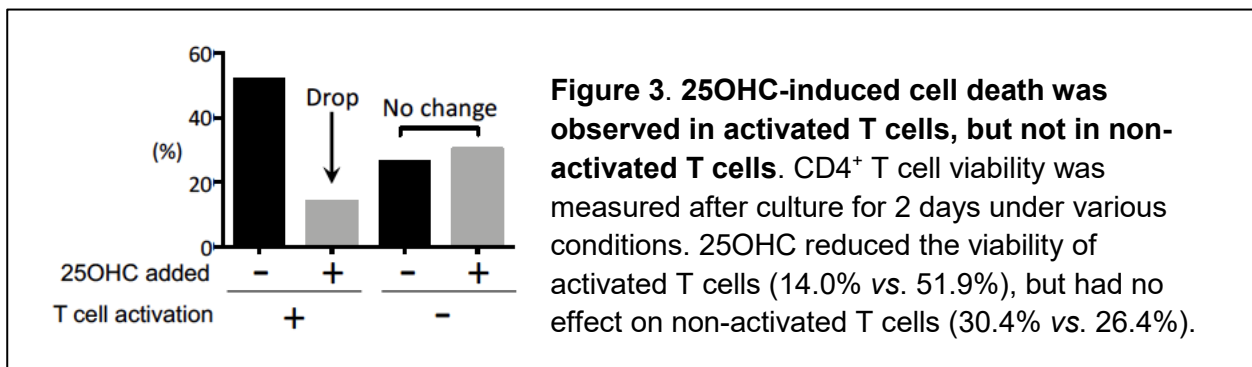 60
40
20
0
(%)
Drop
No change
25OHC added - + - +
T cell activation + -
Figure 3. 25OHC-induced cell death was
observed in activated T cells, but not in non-
activated T cells. CD4⁺ T cell viability was
measured after culture for 2 days under various
conditions. 25OHC reduced the viability of
activated T cells (14.0% vs. 51.9%), but had no
effect on non-activated T cells (30.4% vs. 26.4%).